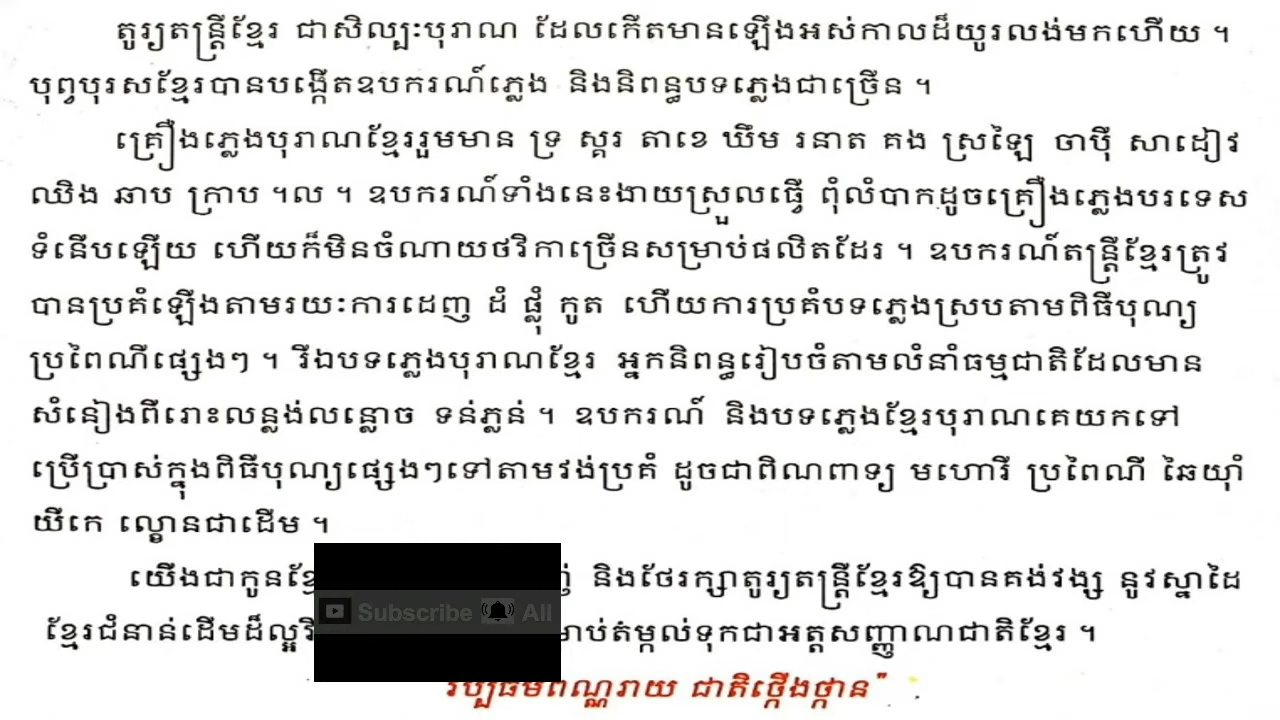 តូរ្យតន្ត្រីខ្មែរ ជាសិល្បៈបុរាណ ដែលកើតមានឡើងអស់កាលដ៏យូរលង់មកហើយ ។
បុព្វបុរសខ្មែរបានបង្កើតឧបករណ៍ភ្លេង និងនិពន្ធបទភ្លេងជាច្រើន ។
គ្រឿងភ្លេងបុរាណខ្មែររួមមាន ទ្រ ស្គរ តាខេ ឃឹម រនាត គង ស្រឡៃ ចាប៉ី សាដៀវ
ឈិង ឆាប ក្រាប ។ល ។ ឧបករណ៍ទាំងនេះងាយស្រួលធ្វើ ពុំលំបាកដូចគ្រឿងភ្លេងបរទេស
ទំនើបឡើយ ហើយក៏មិនចំណាយថវិកាច្រើនសម្រាប់ផលិតដែរ ។ ឧបករណ៍តន្ត្រីខ្មែរត្រូវ
បានប្រគំឡើងតាមរយៈការដេញ ដំ ផ្លុំ កូត ហើយការប្រគំបទភ្លេងស្របតាមពិធីបុណ្យ
ប្រពៃណីផ្សេងៗ ។ រីឯបទភ្លេងបុរាណខ្មែរ អ្នកនិពន្ធរៀបចំតាមលំនាំធម្មជាតិដែលមាន
សំនៀងពីរោះលន្លង់លន្លោច ទន់ភ្លន់ ។ ឧបករណ៍ និងបទភ្លេងខ្មែរបុរាណគេយកទៅ
ប្រើប្រាស់ក្នុងពិធីបុណ្យផ្សេងៗទៅតាមវង់ប្រគំ ដូចជាពិណពាទ្យ មហោរី ប្រពៃណី ឆៃយ៉ាំ
យីកេ ល្ខោនជាដើម ។
យើងជាកូន និងថែរក្សាតូរ្យតន្ត្រីខ្មែរឱ្យបានគង់វង្ស នូវស្នាដៃ
ខ្មែរជំនាន់ដើមដ៏ល្អ តំម្កល់ទុកជាអត្តសញ្ញាណជាតិខ្មែរ ។
Subscribe All
ជាតិថ្កើងថ្កាន"